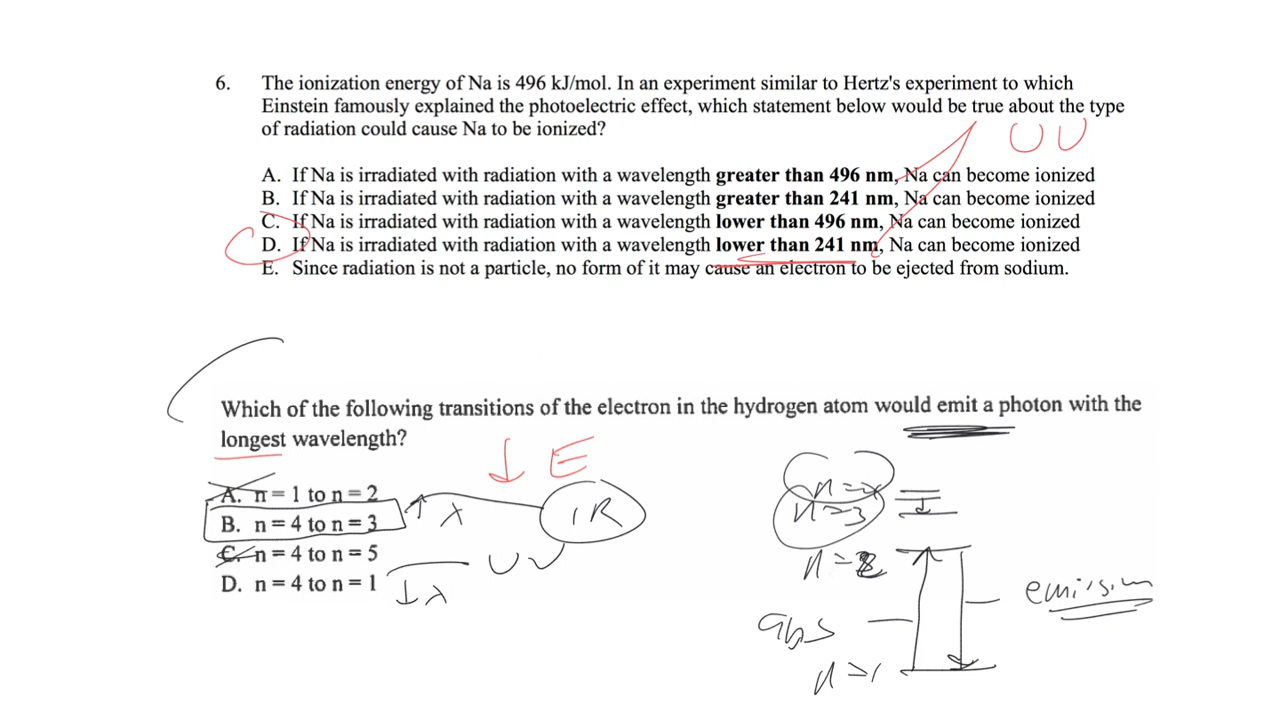 6. The ionization energy of Na is 496 kJ/mol. In an experiment similar to Hertz's experiment to which
Einstein famously explained the photoelectric effect, which statement below would be true about the type
of radiation could cause Na to be ionized?
UV
A. If Na is irradiated with radiation with a wavelength greater than 496 nm, Na can become ionized
B. If Na is irradiated with radiation with a wavelength greater than 241 nm, Na can become ionized
C. If Na is irradiated with radiation with a wavelength lower than 496 nm, Na can become ionized
D. If Na is irradiated with radiation with a wavelength lower than 241 nm, Na can become ionized
E. Since radiation is not a particle, no form of it may cause an electron to be ejected from sodium.
Which of the following transitions of the electron in the hydrogen atom would emit a photon with the
longest wavelength?
↓ E
A. n = 1 to n = 2
B. n = 4 to n = 3
C. n = 4 to n = 5
D. n = 4 to n = 1
↑ λ
IR
UV
↓ λ
n=4
n=3
n=2
emission
abs
n=1